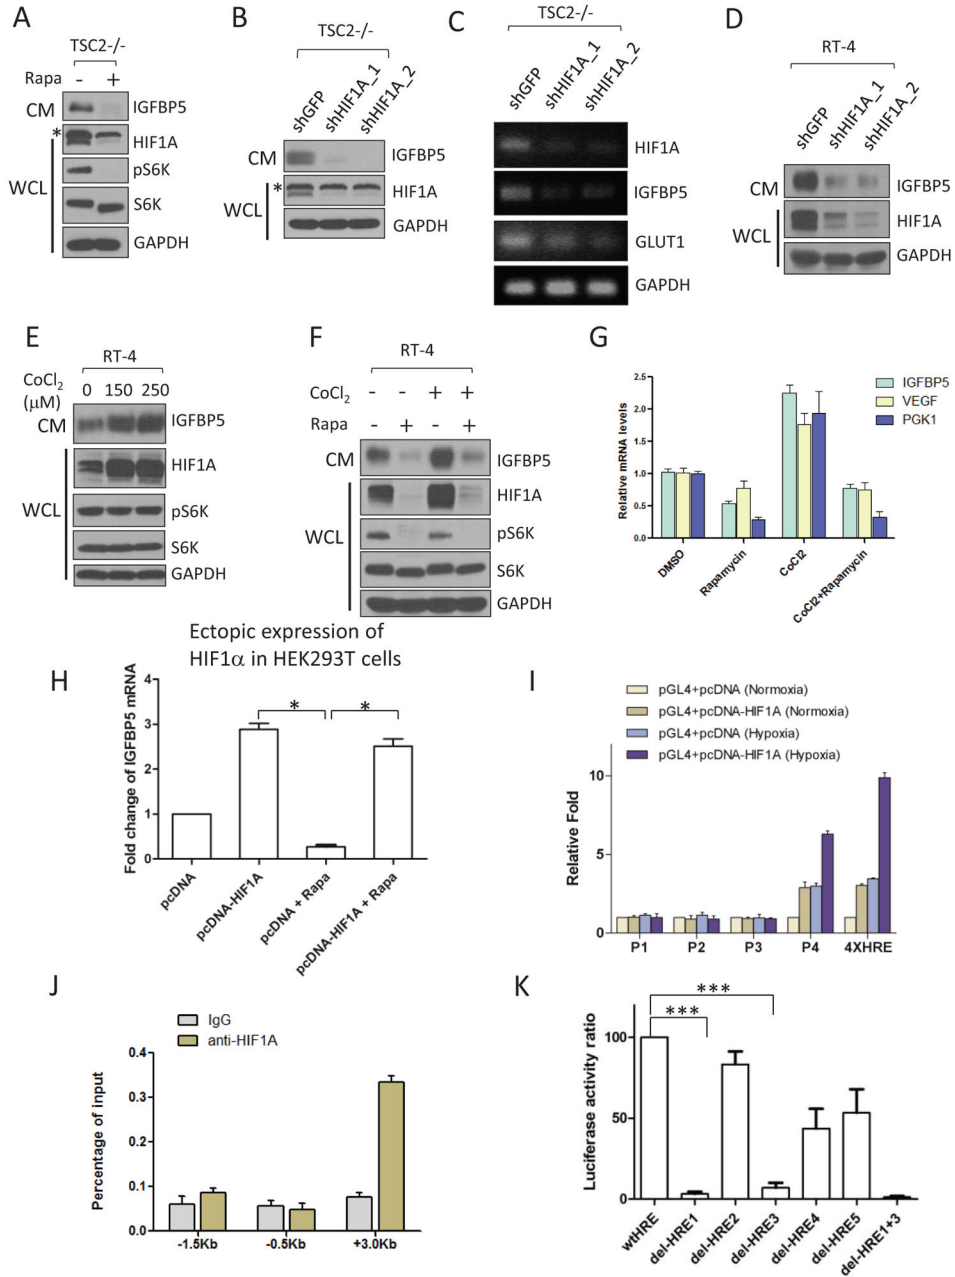 A
TSC2-/-
Rapa - +
CM
IGFBP5
*
HIF1A
WCL
pS6K
S6K
GAPDH
B
TSC2-/-
shGFP
shHIF1A_1
shHIF1A_2
CM
IGFBP5
*
HIF1A
WCL
GAPDH
C
TSC2-/-
shGFP
shHIF1A_1
shHIF1A_2
HIF1A
IGFBP5
GLUT1
GAPDH
D
RT-4
shGFP
shHIF1A_1
shHIF1A_2
CM
IGFBP5
HIF1A
WCL
GAPDH
E
RT-4
CoCl2
(μM)
0 150 250
CM
IGFBP5
HIF1A
WCL
pS6K
S6K
GAPDH
F
RT-4
CoCl2 - - + +
Rapa - + - +
CM
IGFBP5
HIF1A
WCL
pS6K
S6K
GAPDH
G
IGFBP5
VEGF
PGK1
Relative mRNA levels
2.5
2.0
1.5
1.0
0.5
0.0
DMSO
Rapamycin
CoCl2
CoCl2+Rapamycin
Ectopic expression of
HIF1α in HEK293T cells
H
Fold change of IGFBP5 mRNA
4
3
2
1
0
* *
pcDNA
pcDNA-HIF1A
pcDNA + Rapa
pcDNA-HIF1A + Rapa
I
pGL4+pcDNA (Normoxia)
pGL4+pcDNA-HIF1A (Normoxia)
pGL4+pcDNA (Hypoxia)
pGL4+pcDNA-HIF1A (Hypoxia)
Relative Fold
10
5
0
P1 P2 P3 P4 4XHRE
J
IgG
anti-HIF1A
Percentage of input
0.4
0.3
0.2
0.1
0.0
-1.5Kb -0.5Kb +3.0Kb
K
***
***
Luciferase activity ratio
100
50
0
wtHRE
del-HRE1
del-HRE2
del-HRE3
del-HRE4
del-HRE5
del-HRE1+3